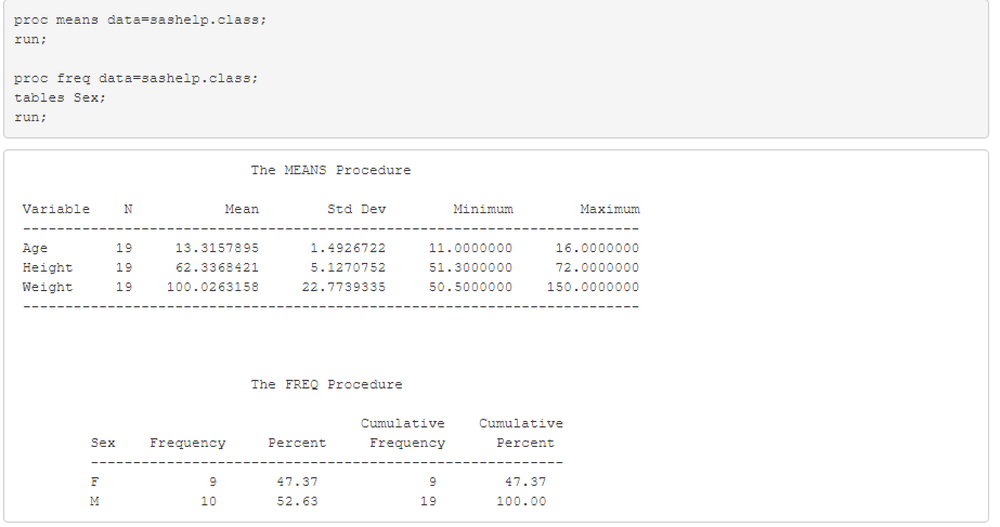 proc means data=sashelp.class;
run;
proc freq data=sashelp.class;
tables Sex;
run;
The MEANS Procedure
Variable N Mean Std Dev Minimum Maximum
--------------------------------------------------------------------------
Age 19 13.3157895 1.4926722 11.0000000 16.0000000
Height 19 62.3368421 5.1270752 51.3000000 72.0000000
Weight 19 100.0263158 22.7739335 50.5000000 150.0000000
--------------------------------------------------------------------------
The FREQ Procedure
Cumulative Cumulative
Sex Frequency Percent Frequency Percent
--------------------------------------------------------
F 9 47.37 9 47.37
M 10 52.63 19 100.00